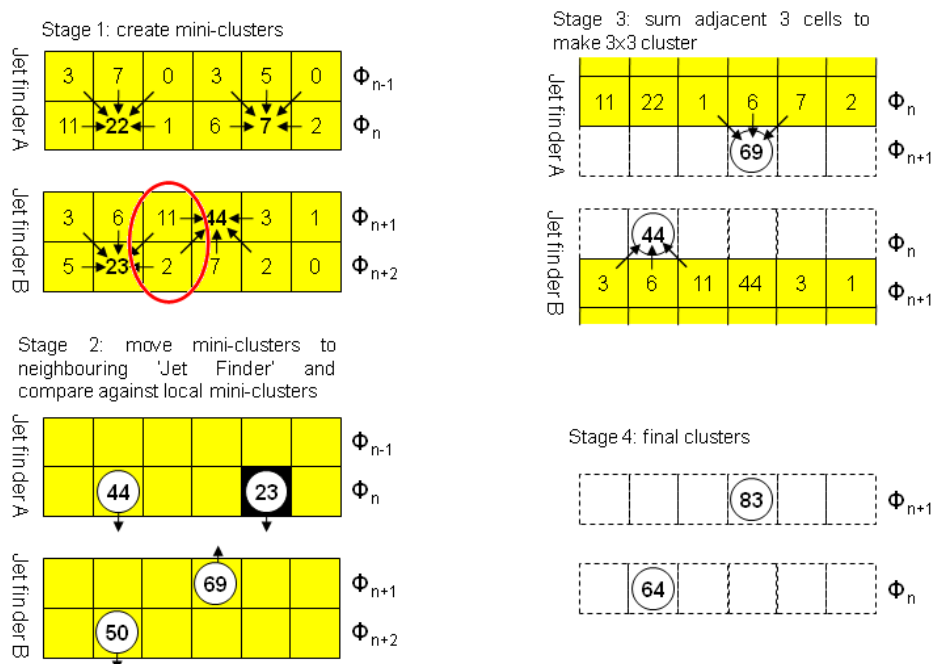 Stage 1: create mini-clusters
Jet finder A
3 7 0 3 5 0 Φn-1
11 22 1 6 7 2 Φn
Jet finder B
3 6 11 44 3 1 Φn+1
5 23 2 7 2 0 Φn+2
Stage 2: move mini-clusters to
neighbouring 'Jet Finder' and
compare against local mini-clusters
Jet finder A
Φn-1
44 23 Φn
Jet finder B
69 Φn+1
50 Φn+2
Stage 3: sum adjacent 3 cells to
make 3x3 cluster
Jet finder A
11 22 1 6 7 2 Φn
69 Φn+1
Jet finder B
44 Φn
3 6 11 44 3 1 Φn+1
Stage 4: final clusters
83 Φn+1
64 Φn